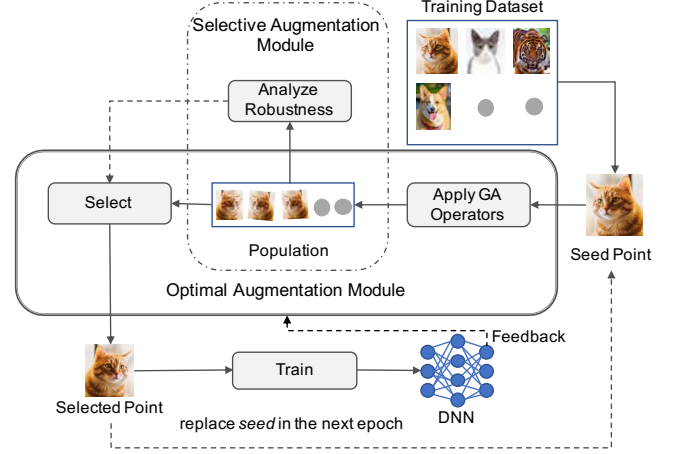 Training Dataset
Selective Augmentation
Module
Analyze
Robustness
Select
Apply GA
Operators
Population
Seed Point
Optimal Augmentation Module
Feedback
Train
Selected Point
DNN
replace seed in the next epoch